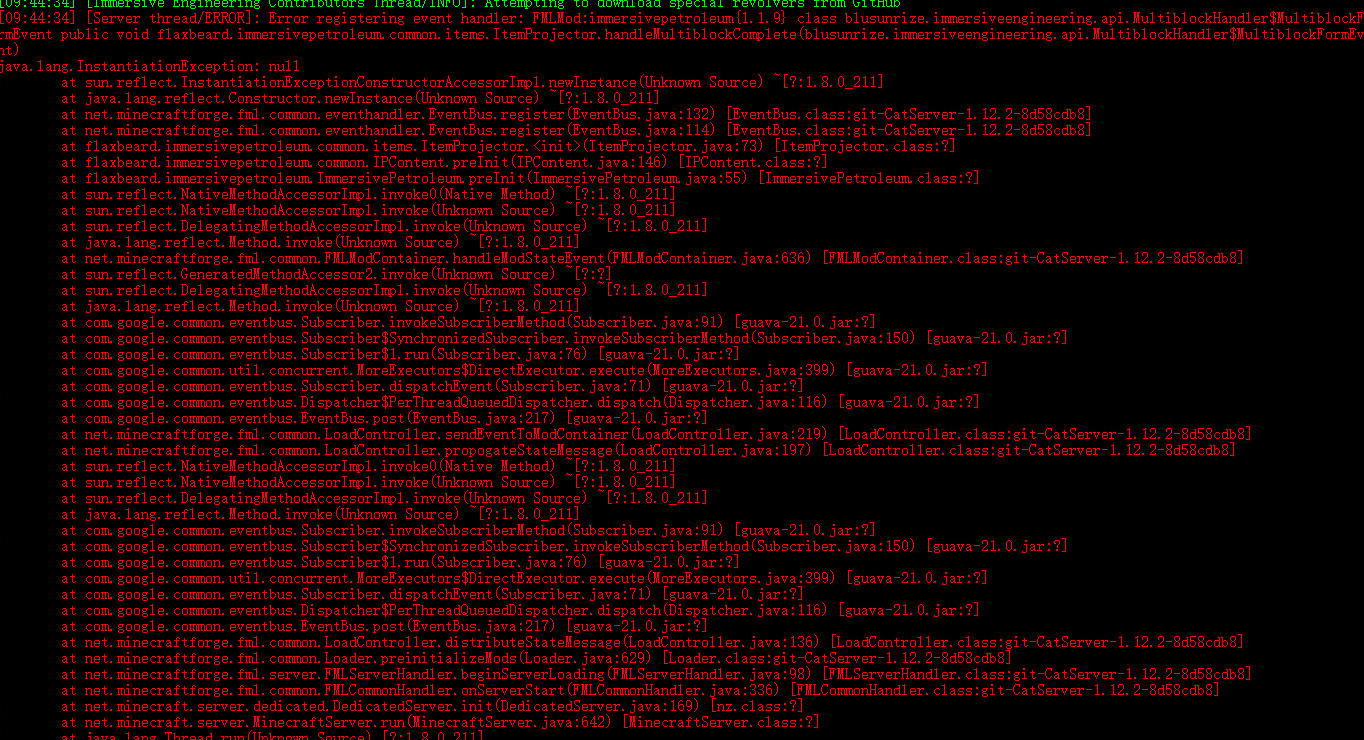 [09:44:34] [Immersive Engineering Contributors Thread/INFO]: Attempting to download special revolvers from GitHub
[09:44:34] [Server thread/ERROR]: Error registering event handler: FMLMod:immersivepetroleum{1.1.9} class blusunrize.immersiveengineering.api.MultiblockHandler$MultiblockFo
rmEvent public void flaxbeard.immersivepetroleum.common.items.ItemProjector.handleMultiblockComplete(blusunrize.immersiveengineering.api.MultiblockHandler$MultiblockFormEve
nt)
java.lang.InstantiationException: null
at sun.reflect.InstantiationExceptionConstructorAccessorImpl.newInstance(Unknown Source) ~[?:1.8.0_211]
at java.lang.reflect.Constructor.newInstance(Unknown Source) ~[?:1.8.0_211]
at net.minecraftforge.fml.common.eventhandler.EventBus.register(EventBus.java:132) [EventBus.class:git-CatServer-1.12.2-8d58cdb8]
at net.minecraftforge.fml.common.eventhandler.EventBus.register(EventBus.java:114) [EventBus.class:git-CatServer-1.12.2-8d58cdb8]
at flaxbeard.immersivepetroleum.common.items.ItemProjector.<init>(ItemProjector.java:73) [ItemProjector.class:?]
at flaxbeard.immersivepetroleum.common.IPContent.preInit(IPContent.java:146) [IPContent.class:?]
at flaxbeard.immersivepetroleum.ImmersivePetroleum.preInit(ImmersivePetroleum.java:55) [ImmersivePetroleum.class:?]
at sun.reflect.NativeMethodAccessorImpl.invoke0(Native Method) ~[?:1.8.0_211]
at sun.reflect.NativeMethodAccessorImpl.invoke(Unknown Source) ~[?:1.8.0_211]
at sun.reflect.DelegatingMethodAccessorImpl.invoke(Unknown Source) ~[?:1.8.0_211]
at java.lang.reflect.Method.invoke(Unknown Source) ~[?:1.8.0_211]
at net.minecraftforge.fml.common.FMLModContainer.handleModStateEvent(FMLModContainer.java:636) [FMLModContainer.class:git-CatServer-1.12.2-8d58cdb8]
at sun.reflect.GeneratedMethodAccessor2.invoke(Unknown Source) ~[?:?]
at sun.reflect.DelegatingMethodAccessorImpl.invoke(Unknown Source) ~[?:1.8.0_211]
at java.lang.reflect.Method.invoke(Unknown Source) ~[?:1.8.0_211]
at com.google.common.eventbus.Subscriber.invokeSubscriberMethod(Subscriber.java:91) [guava-21.0.jar:?]
at com.google.common.eventbus.Subscriber$SynchronizedSubscriber.invokeSubscriberMethod(Subscriber.java:150) [guava-21.0.jar:?]
at com.google.common.eventbus.Subscriber$1.run(Subscriber.java:76) [guava-21.0.jar:?]
at com.google.common.util.concurrent.MoreExecutors$DirectExecutor.execute(MoreExecutors.java:399) [guava-21.0.jar:?]
at com.google.common.eventbus.Subscriber.dispatchEvent(Subscriber.java:71) [guava-21.0.jar:?]
at com.google.common.eventbus.Dispatcher$PerThreadQueuedDispatcher.dispatch(Dispatcher.java:116) [guava-21.0.jar:?]
at com.google.common.eventbus.EventBus.post(EventBus.java:217) [guava-21.0.jar:?]
at net.minecraftforge.fml.common.LoadController.sendEventToModContainer(LoadController.java:219) [LoadController.class:git-CatServer-1.12.2-8d58cdb8]
at net.minecraftforge.fml.common.LoadController.propogateStateMessage(LoadController.java:197) [LoadController.class:git-CatServer-1.12.2-8d58cdb8]
at sun.reflect.NativeMethodAccessorImpl.invoke0(Native Method) ~[?:1.8.0_211]
at sun.reflect.NativeMethodAccessorImpl.invoke(Unknown Source) ~[?:1.8.0_211]
at sun.reflect.DelegatingMethodAccessorImpl.invoke(Unknown Source) ~[?:1.8.0_211]
at java.lang.reflect.Method.invoke(Unknown Source) ~[?:1.8.0_211]
at com.google.common.eventbus.Subscriber.invokeSubscriberMethod(Subscriber.java:91) [guava-21.0.jar:?]
at com.google.common.eventbus.Subscriber$SynchronizedSubscriber.invokeSubscriberMethod(Subscriber.java:150) [guava-21.0.jar:?]
at com.google.common.eventbus.Subscriber$1.run(Subscriber.java:76) [guava-21.0.jar:?]
at com.google.common.util.concurrent.MoreExecutors$DirectExecutor.execute(MoreExecutors.java:399) [guava-21.0.jar:?]
at com.google.common.eventbus.Subscriber.dispatchEvent(Subscriber.java:71) [guava-21.0.jar:?]
at com.google.common.eventbus.Dispatcher$PerThreadQueuedDispatcher.dispatch(Dispatcher.java:116) [guava-21.0.jar:?]
at com.google.common.eventbus.EventBus.post(EventBus.java:217) [guava-21.0.jar:?]
at net.minecraftforge.fml.common.LoadController.distributeStateMessage(LoadController.java:136) [LoadController.class:git-CatServer-1.12.2-8d58cdb8]
at net.minecraftforge.fml.common.Loader.preinitializeMods(Loader.java:629) [Loader.class:git-CatServer-1.12.2-8d58cdb8]
at net.minecraftforge.fml.server.FMLServerHandler.beginServerLoading(FMLServerHandler.java:98) [FMLServerHandler.class:git-CatServer-1.12.2-8d58cdb8]
at net.minecraftforge.fml.common.FMLCommonHandler.onServerStart(FMLCommonHandler.java:336) [FMLCommonHandler.class:git-CatServer-1.12.2-8d58cdb8]
at net.minecraft.server.dedicated.DedicatedServer.init(DedicatedServer.java:169) [nz.class:?]
at net.minecraft.server.MinecraftServer.run(MinecraftServer.java:642) [MinecraftServer.class:?]
at java.lang.Thread.run(Unknown Source) [?:1.8.0_211]